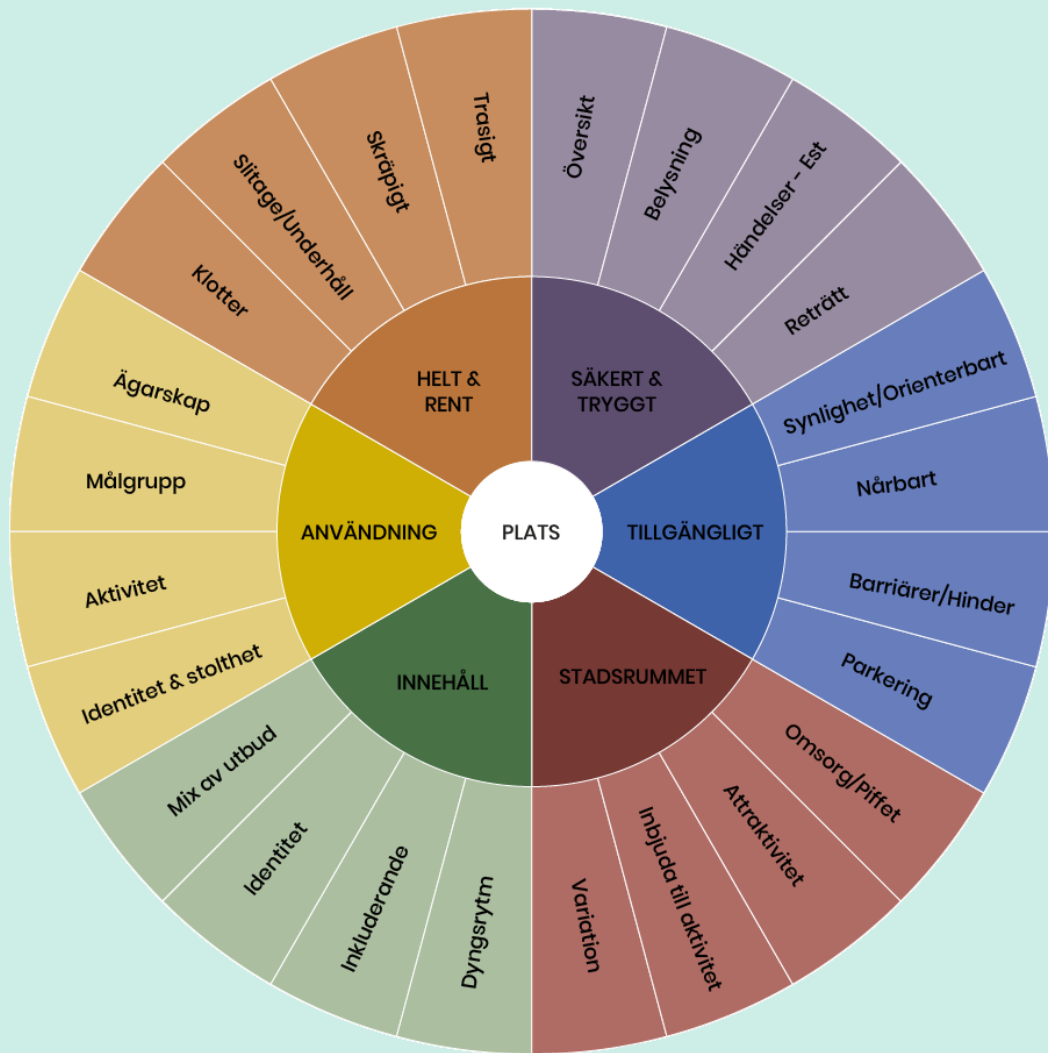 Trasigt
Skräpigt
Slitage/Underhåll
Klotter
Översikt
Belysning
Händelser - Est
Reträtt
HELT &
RENT
SÄKERT &
TRYGGT
Ägarskap
Målgrupp
Aktivitet
Identitet & stolthet
ANVÄNDNING
PLATS
TILLGÄNGLIGT
Synlighet/Orienterbart
Nårbart
Barriärer/Hinder
Parkering
INNEHÅLL
STADSRUMMET
Mix av utbud
Identitet
Inkluderande
Dyngsrytm
Variation
Inbjuda till aktivitet
Attraktivitet
Omsorg/Piffet